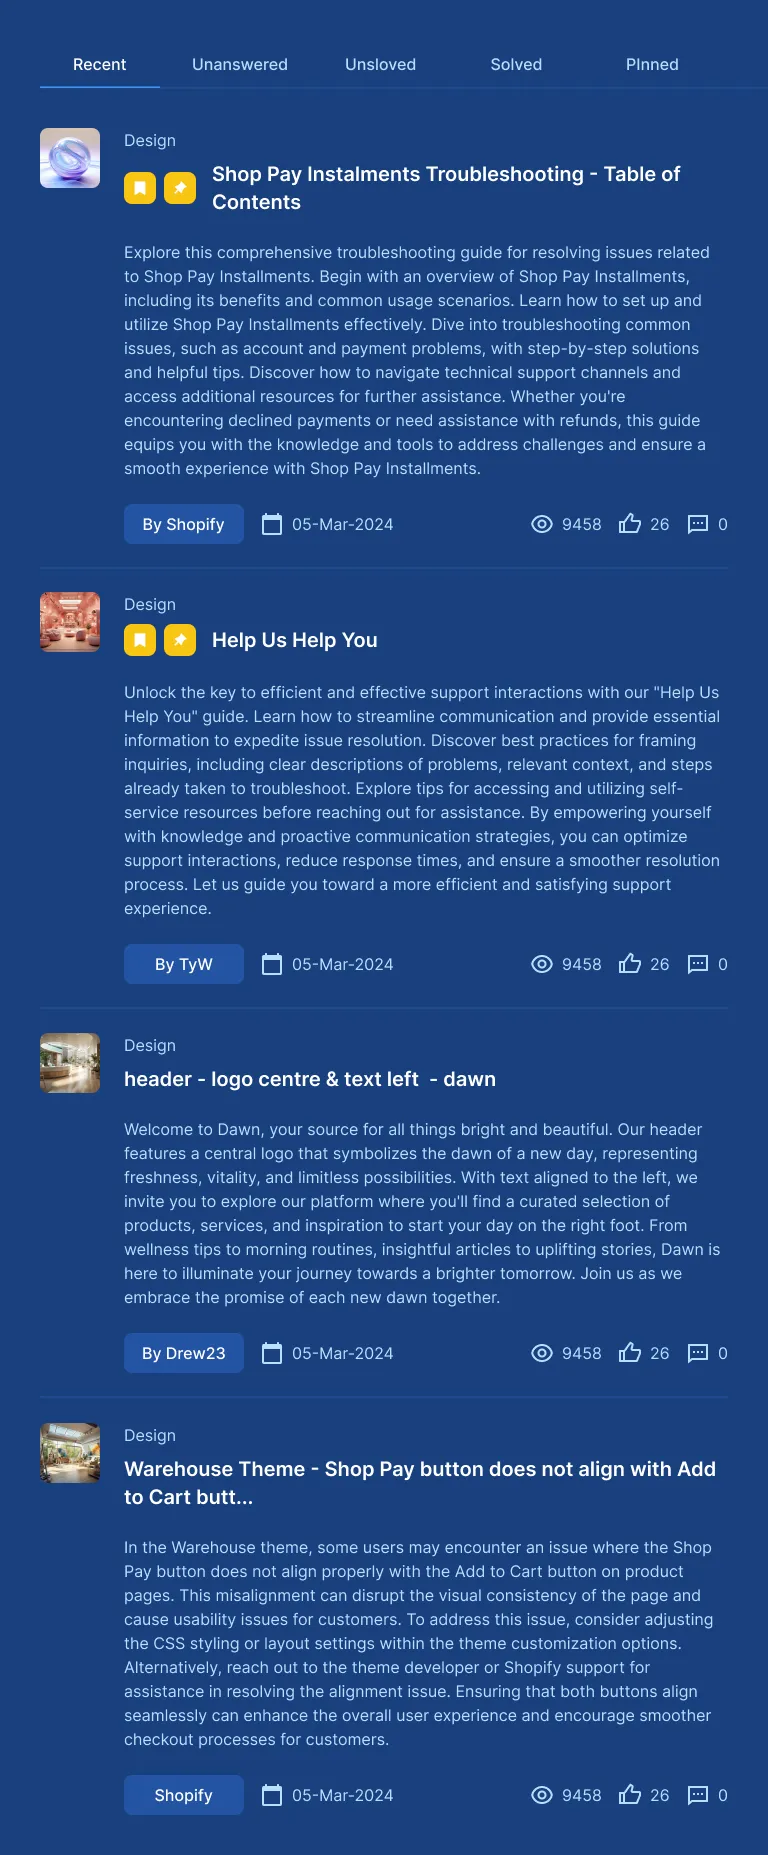 Recent Unanswered Unsloved Solved PInned
Design
Shop Pay Instalments Troubleshooting - Table of
Contents
Explore this comprehensive troubleshooting guide for resolving issues related
to Shop Pay Installments. Begin with an overview of Shop Pay Installments,
including its benefits and common usage scenarios. Learn how to set up and
utilize Shop Pay Installments effectively. Dive into troubleshooting common
issues, such as account and payment problems, with step-by-step solutions
and helpful tips. Discover how to navigate technical support channels and
access additional resources for further assistance. Whether you're
encountering declined payments or need assistance with refunds, this guide
equips you with the knowledge and tools to address challenges and ensure a
smooth experience with Shop Pay Installments.
By Shopify 05-Mar-2024 9458 26 0
Design
Help Us Help You
Unlock the key to efficient and effective support interactions with our "Help Us
Help You" guide. Learn how to streamline communication and provide essential
information to expedite issue resolution. Discover best practices for framing
inquiries, including clear descriptions of problems, relevant context, and steps
already taken to troubleshoot. Explore tips for accessing and utilizing self-
service resources before reaching out for assistance. By empowering yourself
with knowledge and proactive communication strategies, you can optimize
support interactions, reduce response times, and ensure a smoother resolution
process. Let us guide you toward a more efficient and satisfying support
experience.
By TyW 05-Mar-2024 9458 26 0
Design
header - logo centre & text left  - dawn
Welcome to Dawn, your source for all things bright and beautiful. Our header
features a central logo that symbolizes the dawn of a new day, representing
freshness, vitality, and limitless possibilities. With text aligned to the left, we
invite you to explore our platform where you'll find a curated selection of
products, services, and inspiration to start your day on the right foot. From
wellness tips to morning routines, insightful articles to uplifting stories, Dawn is
here to illuminate your journey towards a brighter tomorrow. Join us as we
embrace the promise of each new dawn together.
By Drew23 05-Mar-2024 9458 26 0
Design
Warehouse Theme - Shop Pay button does not align with Add
to Cart butt...
In the Warehouse theme, some users may encounter an issue where the Shop
Pay button does not align properly with the Add to Cart button on product
pages. This misalignment can disrupt the visual consistency of the page and
cause usability issues for customers. To address this issue, consider adjusting
the CSS styling or layout settings within the theme customization options.
Alternatively, reach out to the theme developer or Shopify support for
assistance in resolving the alignment issue. Ensuring that both buttons align
seamlessly can enhance the overall user experience and encourage smoother
checkout processes for customers.
Shopify 05-Mar-2024 9458 26 0